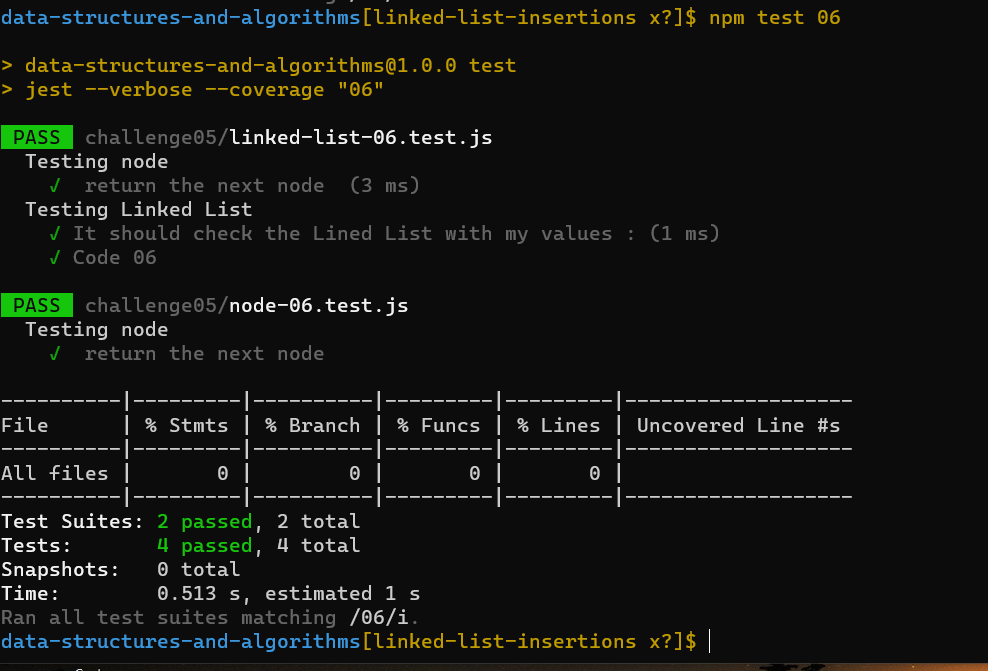 data-structures-and-algorithms[linked-list-insertions x?]$ npm test 06
> data-structures-and-algorithms@1.0.0 test
> jest --verbose --coverage "06"
PASS challenge05/linked-list-06.test.js
Testing node
√ return the next node (3 ms)
Testing Linked List
√ It should check the Lined List with my values : (1 ms)
√ Code 06
PASS challenge05/node-06.test.js
Testing node
√ return the next node
----------|---------|----------|---------|---------|-------------------
File | % Stmts | % Branch | % Funcs | % Lines | Uncovered Line #s
----------|---------|----------|---------|---------|-------------------
All files | 0 | 0 | 0 | 0 |
----------|---------|----------|---------|---------|-------------------
Test Suites: 2 passed, 2 total
Tests: 4 passed, 4 total
Snapshots: 0 total
Time: 0.513 s, estimated 1 s
Ran all test suites matching /06/i.
data-structures-and-algorithms[linked-list-insertions x?]$